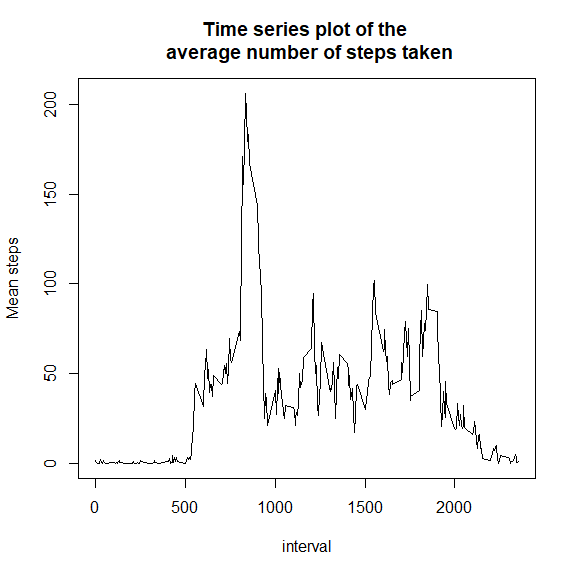 Time series plot of the
average number of steps taken
Mean steps
200
150
100
50
0
0 500 1000 1500 2000
interval